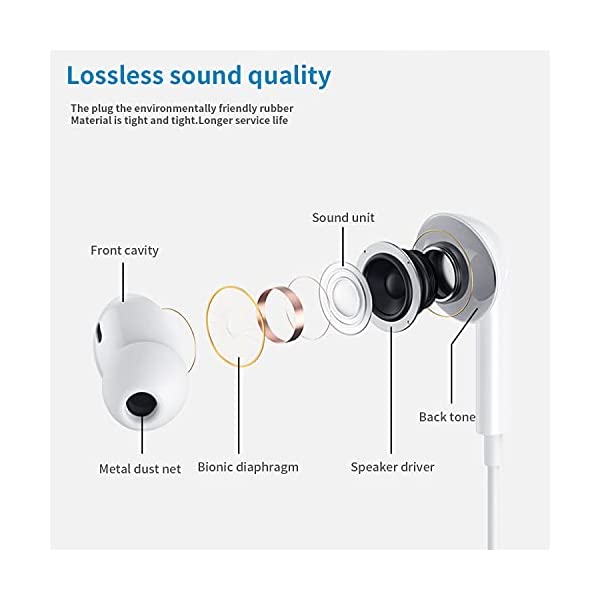 Lossless sound quality
The plug the environmentally friendly rubber
Material is tight and tight.Longer service life
Sound unit
Front cavity
Back tone
Metal dust net
Bionic diaphragm
Speaker driver